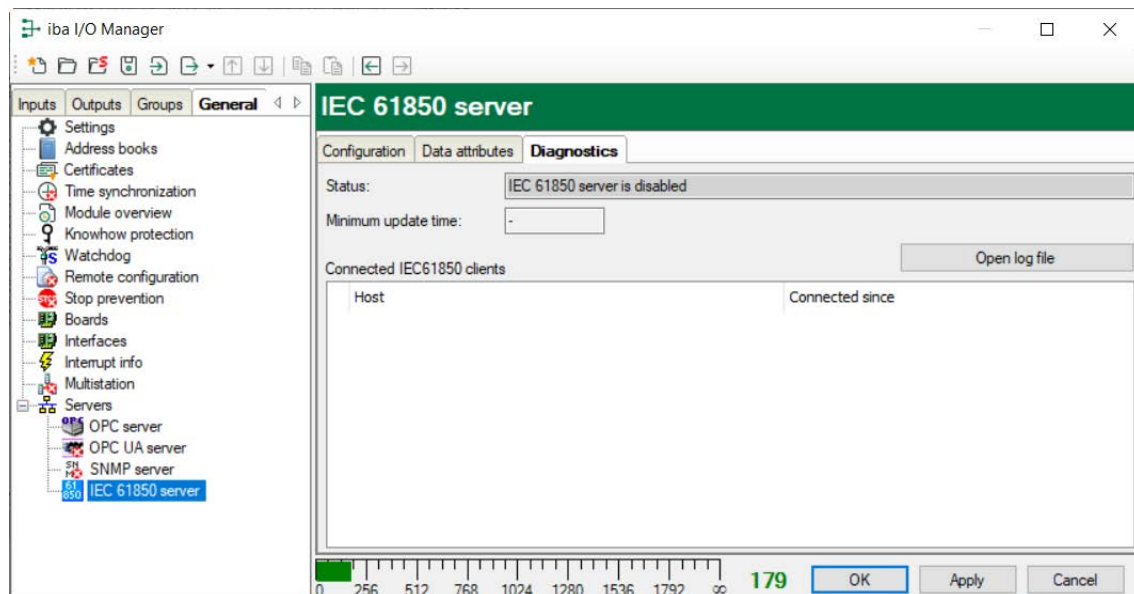 iba I/O Manager
Inputs Outputs Groups General
Settings
Address books
Certificates
Time synchronization
Module overview
Knowhow protection
Watchdog
Remote configuration
Stop prevention
Boards
Interfaces
Interrupt info
Multistation
Servers
OPC server
OPC UA server
SNMP server
IEC 61850 server
IEC 61850 server
Configuration Data attributes Diagnostics
Status: IEC 61850 server is disabled
Minimum update time: -
Open log file
Connected IEC61850 clients
Host Connected since
0 256 512 768 1024 1280 1536 1792 ∞ 179 OK Apply Cancel